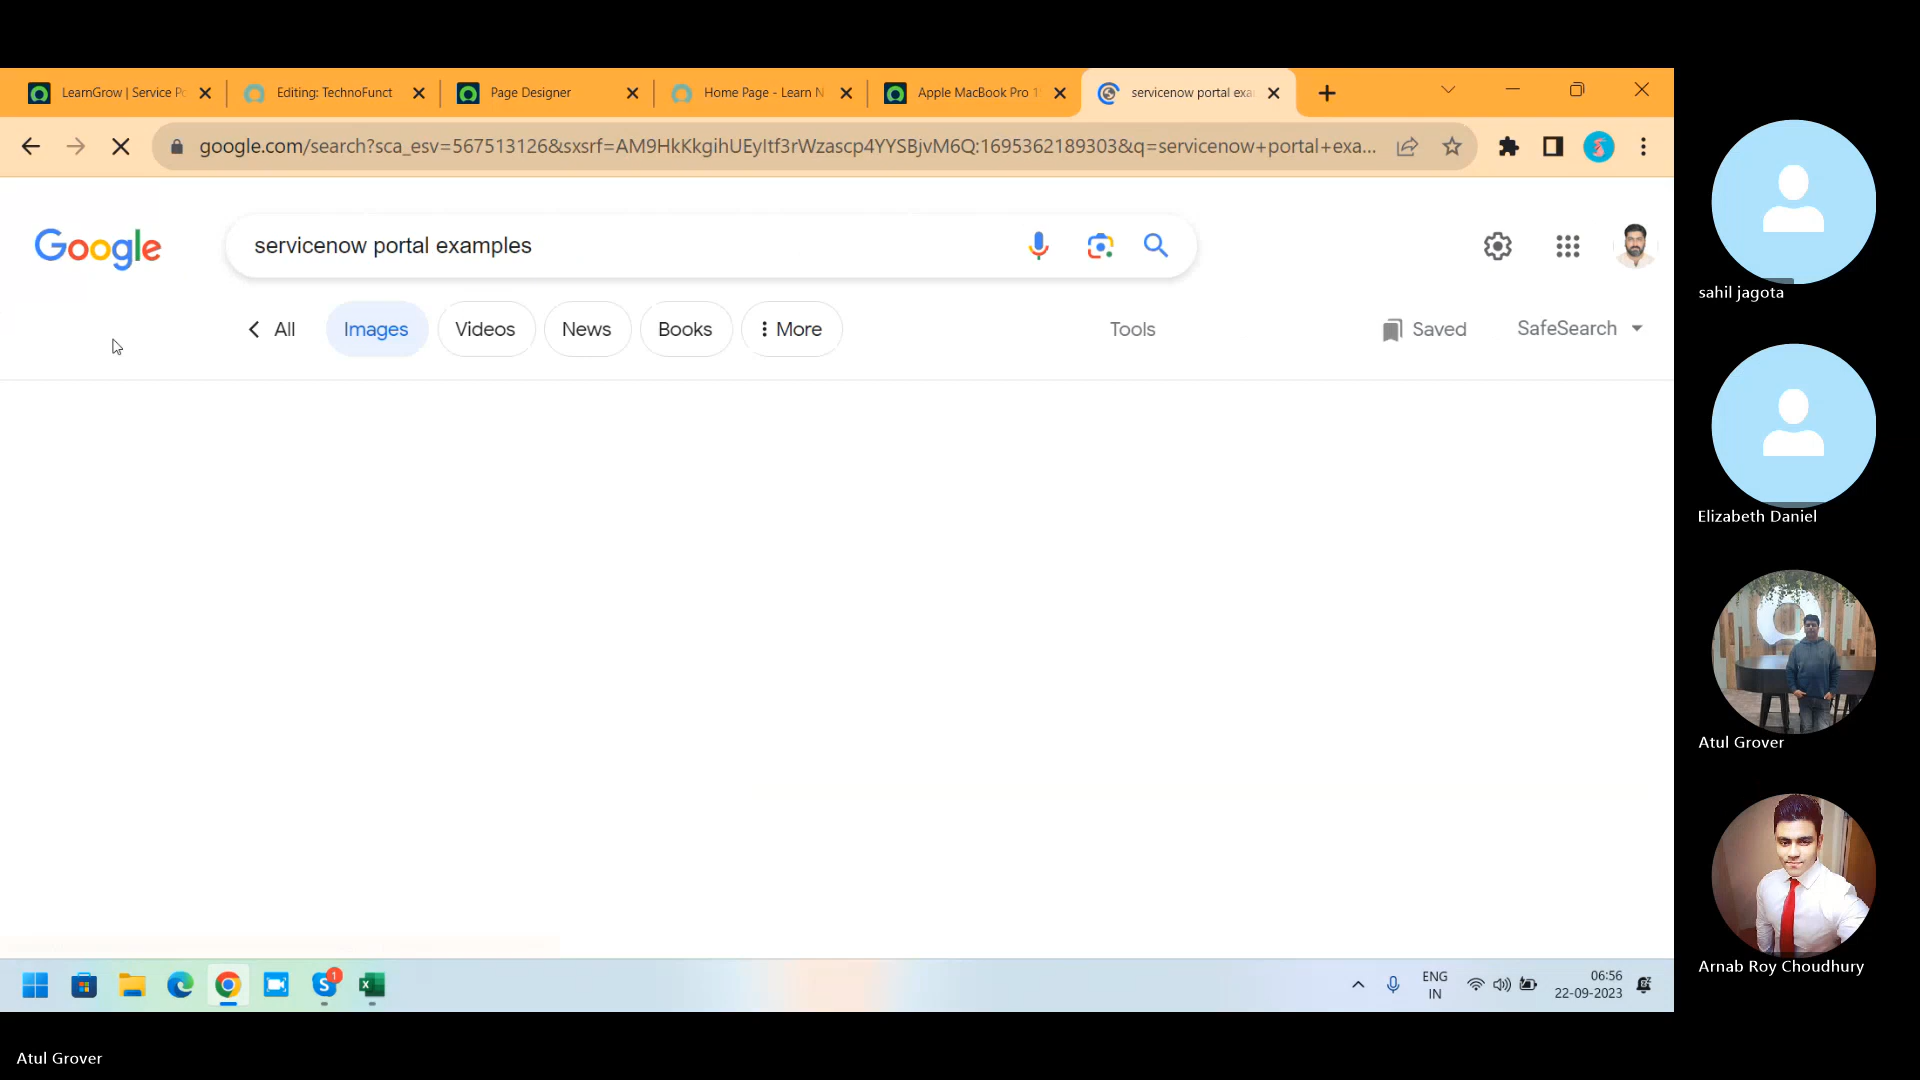 LearnGrow | Service Po
Editing: TechnoFunct
Page Designer
Home Page - Learn N
Apple MacBook Pro 1
servicenow portal exa
google.com/search?sca_esv=567513126&sxsrf=AM9HkKkgihUEyItf3rWzascp4YYSBjvM6Q:1695362189303&q=servicenow+portal+exa...
Google
servicenow portal examples
All
Images
Videos
News
Books
More
Tools
Saved
SafeSearch
sahil jagota
Elizabeth Daniel
Atul Grover
Arnab Roy Choudhury
1
ENG
IN
06:56
22-09-2023
Atul Grover